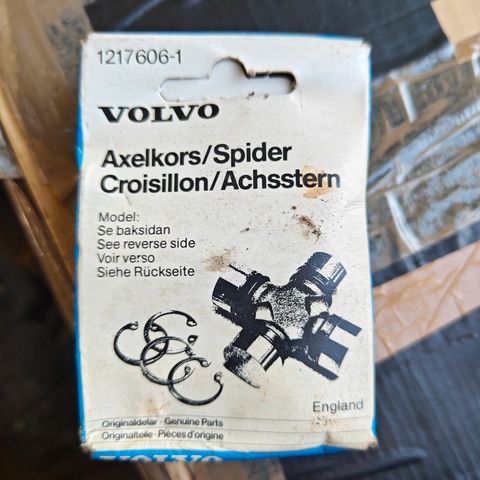 1217606-1
VOLVO
Axelkors/Spider
Croisillon/Achsstern
Model:
Se baksidan
See reverse side
Voir verso
Siehe Rückseite
England
Originaldelar · Genuine Parts
Originalteile · Pièces d'origine
VOLVO